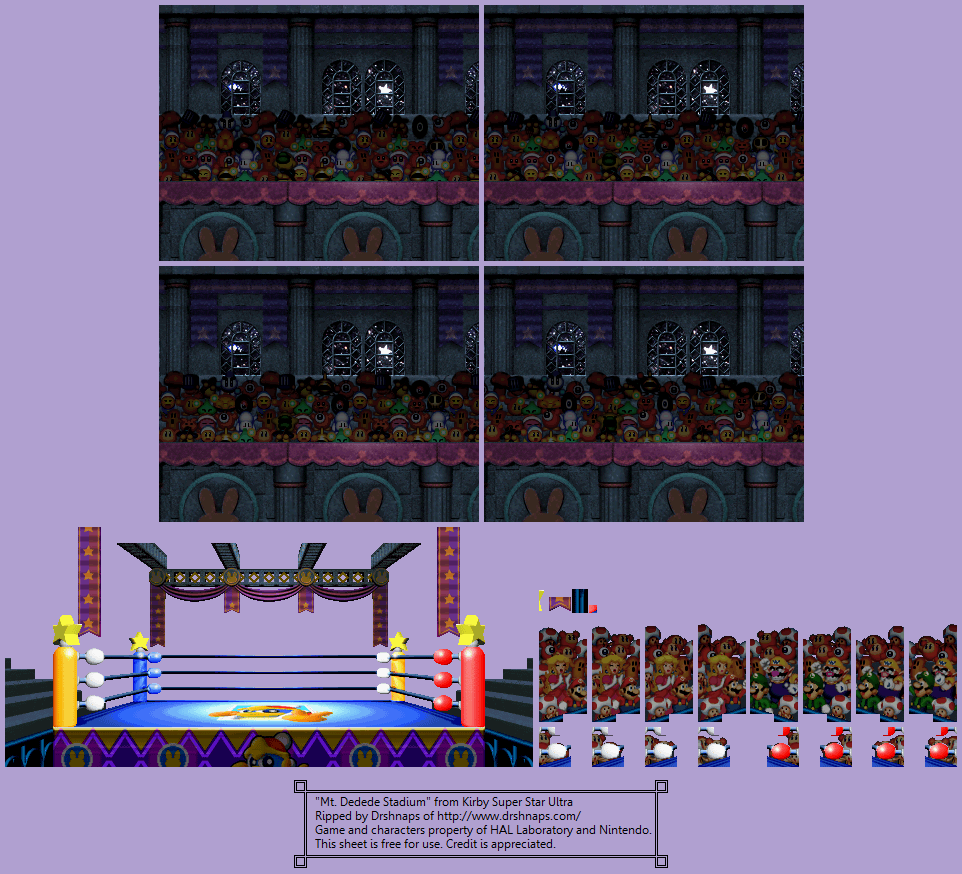 "Mt. Dedede Stadium" from Kirby Super Star Ultra
Ripped by Drshnaps of http://www.drshnaps.com/
Game and characters property of HAL Laboratory and Nintendo.
This sheet is free for use. Credit is appreciated.